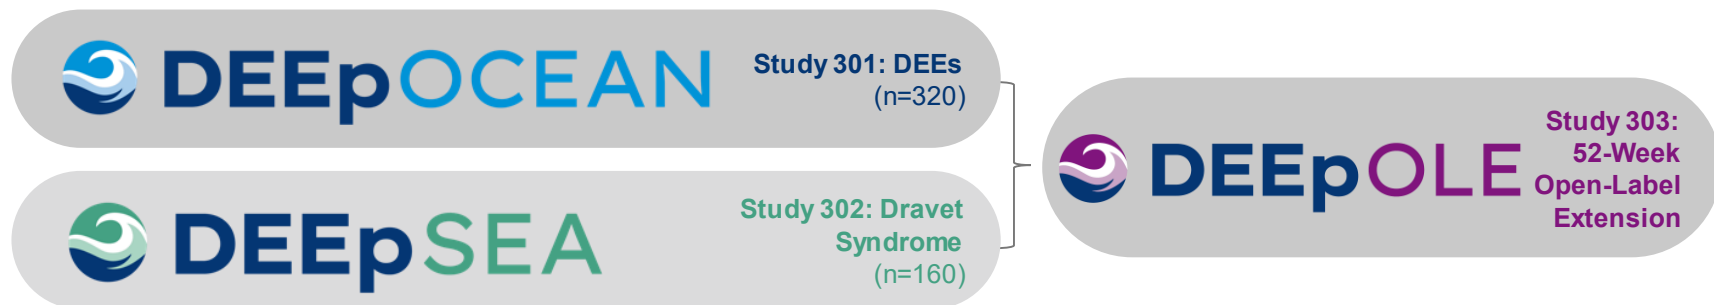 DEEpOCEAN
Study 301: DEEs
(n=320)
DEEpSEA
Study 302: Dravet
Syndrome
(n=160)
DEEpOLE
Study 303:
52-Week
Open-Label
Extension